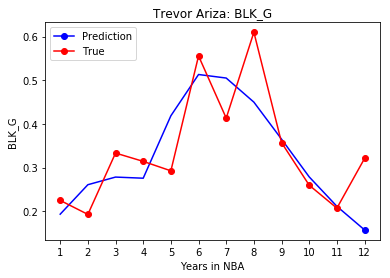 Trevor Ariza: BLK_G
Prediction
True
BLK_G
0.6
0.5
0.4
0.3
0.2
1 2 3 4 5 6 7 8 9 10 11 12
Years in NBA